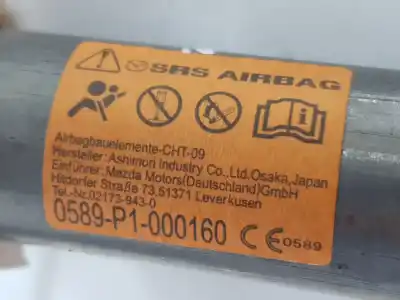 SRS AIRBAG
Airbagbauelemente-CHT-09
Hersteller:Ashimori Industry Co.,Ltd.Osaka,Japan
Einführer:Mazda Motors(Deutschland)GmbH
Hitdorfer Straße 73,51371 Leverkusen
Tel-Nr.02173-943-0
0589-P1-000160 CE 0589